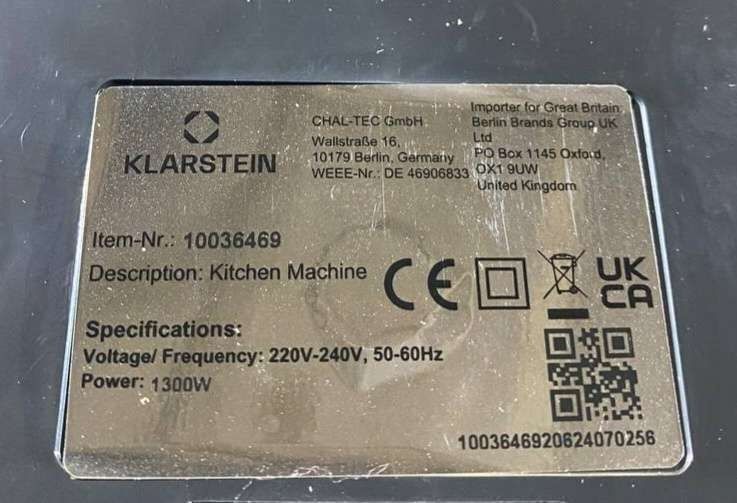 KLARSTEIN
CHAL-TEC GmbH
Wallstraße 16,
10179 Berlin, Germany
WEEE-Nr.: DE 46906833
Importer for Great Britain:
Berlin Brands Group UK
Ltd
PO Box 1145 Oxford,
OX1 9UW
United Kingdom
Item-Nr.: 10036469
Description: Kitchen Machine
CE
UK
CA
Specifications:
Voltage/ Frequency: 220V-240V, 50-60Hz
Power: 1300W
1003646920624070256